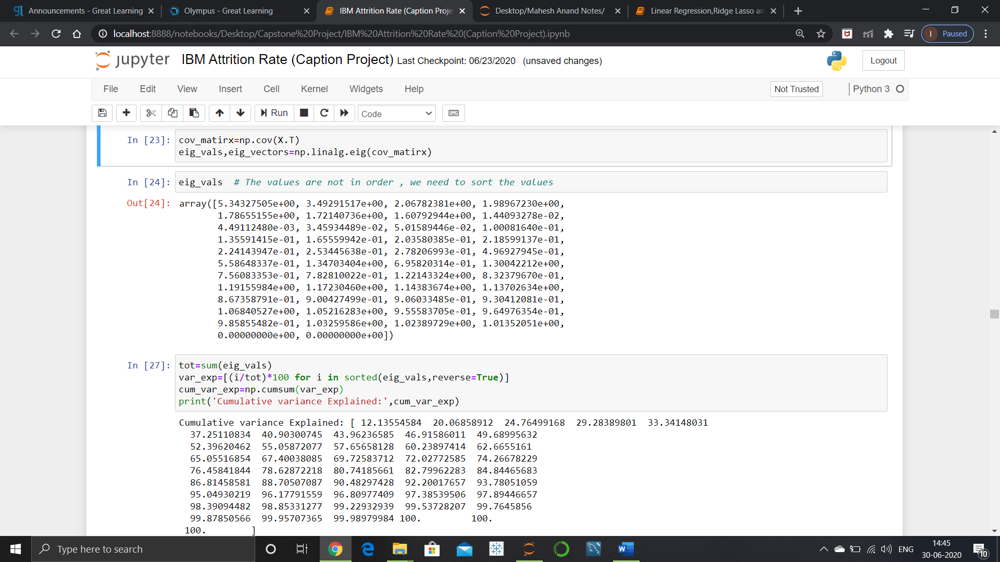 Announcements - Great Learning
Olympus - Great Learning
IBM Attrition Rate (Caption Proje
Desktop/Mahesh Anand Notes/
Linear Regression,Ridge Lasso an
localhost:8888/notebooks/Desktop/Capstone%20Project/IBM%20Attrition%20Rate%20(Caption%20Project).ipynb
I Paused
jupyter IBM Attrition Rate (Caption Project) Last Checkpoint: 06/23/2020 (unsaved changes)
Logout
File Edit View Insert Cell Kernel Widgets Help
Not Trusted
Python 3
Run
Code
In [23]: cov_matirx=np.cov(X.T)
eig_vals,eig_vectors=np.linalg.eig(cov_matirx)
In [24]: eig_vals # The values are not in order , we need to sort the values
Out[24]: array([5.34327505e+00, 3.49291517e+00, 2.06782381e+00, 1.98967230e+00,
1.78655155e+00, 1.72140736e+00, 1.60792944e+00, 1.44093278e-02,
4.49112480e-03, 3.45934489e-02, 5.01589446e-02, 1.00081640e-01,
1.35591415e-01, 1.65559942e-01, 2.03580385e-01, 2.18599137e-01,
2.24143947e-01, 2.53445638e-01, 2.78206993e-01, 4.96927945e-01,
5.58648337e-01, 1.34703404e+00, 6.95820314e-01, 1.30042212e+00,
7.56083353e-01, 7.82810022e-01, 1.22143324e+00, 8.32379670e-01,
1.19155984e+00, 1.17230460e+00, 1.14383674e+00, 1.13702634e+00,
8.67358791e-01, 9.00427499e-01, 9.06033485e-01, 9.30412081e-01,
1.06840527e+00, 1.05216283e+00, 9.55583705e-01, 9.64976354e-01,
9.85855482e-01, 1.03259586e+00, 1.02389729e+00, 1.01352051e+00,
0.00000000e+00, 0.00000000e+00])
In [27]: tot=sum(eig_vals)
var_exp=[(i/tot)*100 for i in sorted(eig_vals,reverse=True)]
cum_var_exp=np.cumsum(var_exp)
print('Cumulative variance Explained:',cum_var_exp)
Cumulative variance Explained: [ 12.13554584 20.06858912 24.76499168 29.28389801 33.34148031
37.25110834 40.90300745 43.96236585 46.91586011 49.68995632
52.39620462 55.05872077 57.65658128 60.23897414 62.6655161
65.05516854 67.40038085 69.72583712 72.02772585 74.26678229
76.45841844 78.62872218 80.74185661 82.79962283 84.84465683
86.81458581 88.70507087 90.48297428 92.20017657 93.78051059
95.04930219 96.17791559 96.80977409 97.38539506 97.89446657
98.39094482 98.85331277 99.22932939 99.53728207 99.7645856
99.87850566 99.95707365 99.98979984 100. 100.
100. ]
Type here to search
ENG
14:45
30-06-2020
10